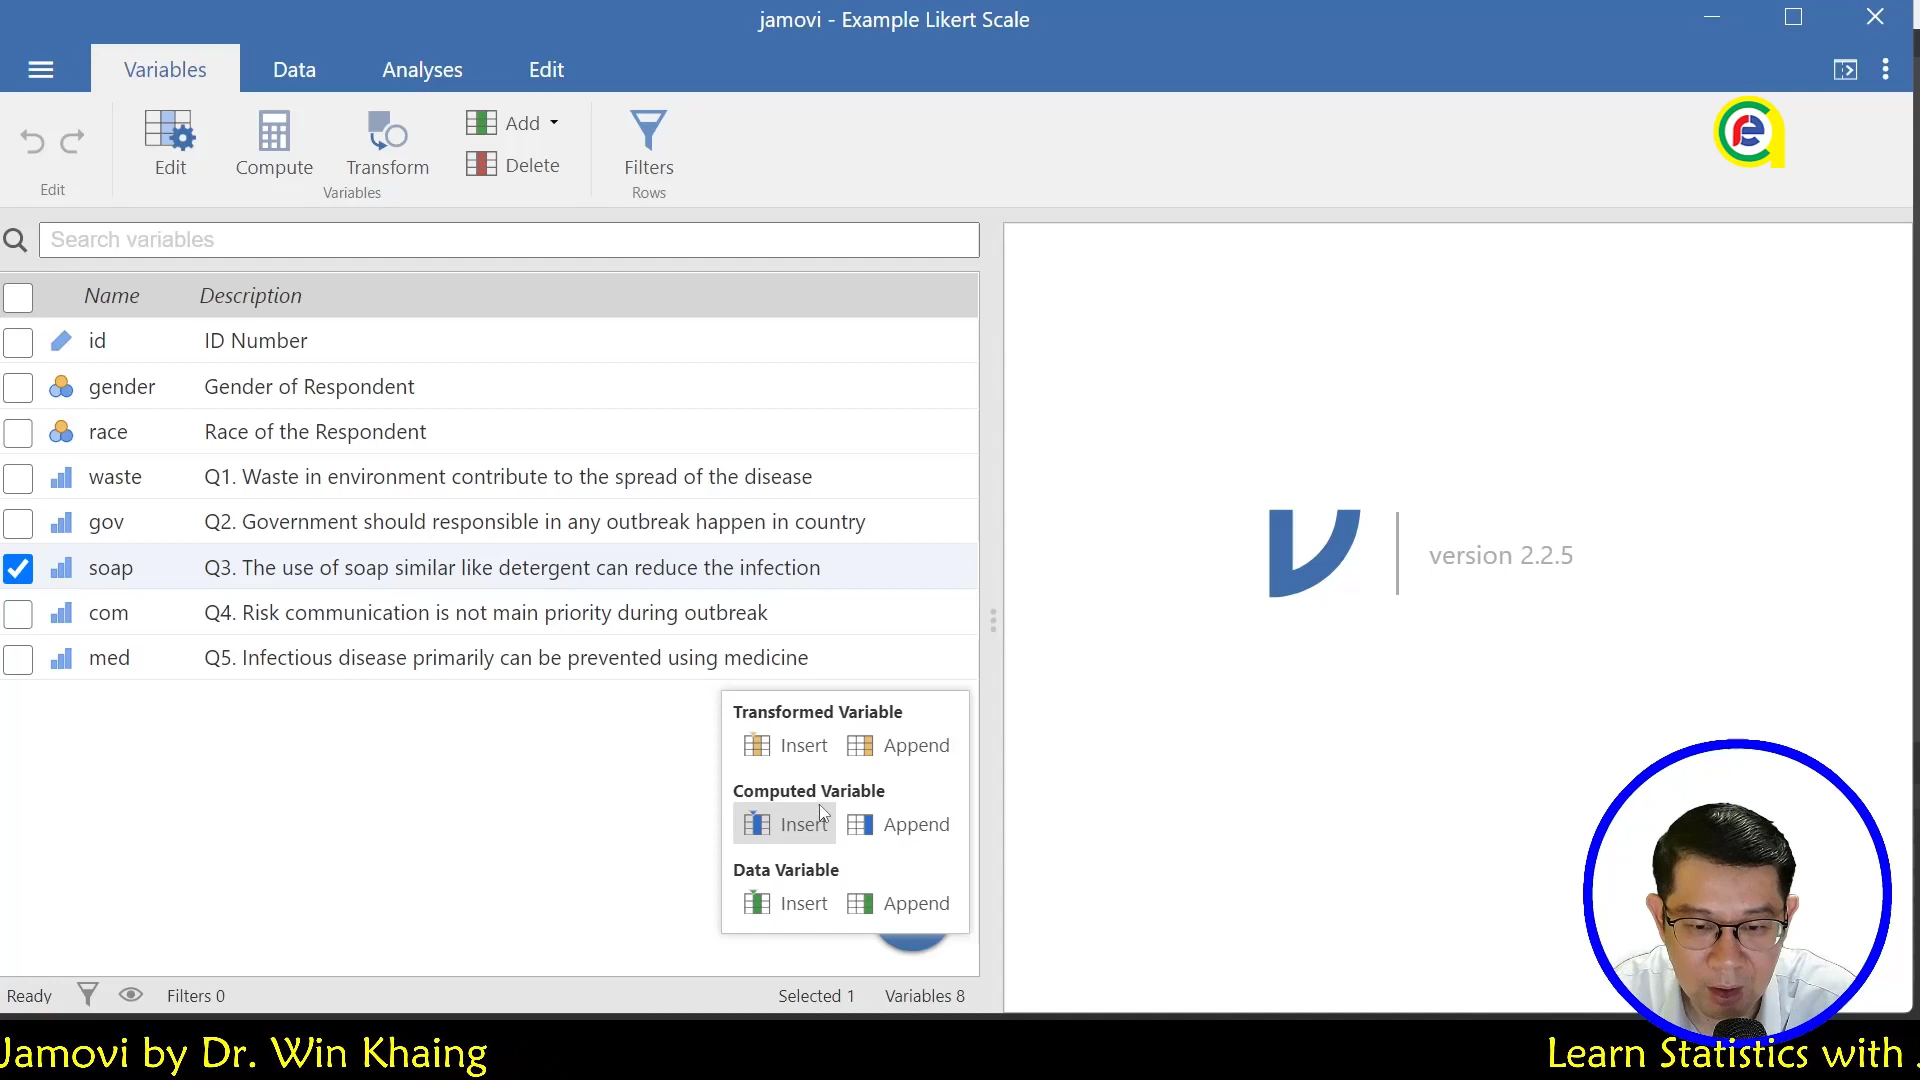 jamovi - Example Likert Scale
Variables
Data
Analyses
Edit
Edit
Compute
Transform
Add
Delete
Filters
Edit
Variables
Rows
Search variables
Name Description
id ID Number
gender Gender of Respondent
race Race of the Respondent
waste Q1. Waste in environment contribute to the spread of the disease
gov Q2. Government should responsible in any outbreak happen in country
soap Q3. The use of soap similar like detergent can reduce the infection
com Q4. Risk communication is not main priority during outbreak
med Q5. Infectious disease primarily can be prevented using medicine
Transformed Variable
Insert Append
Computed Variable
Insert Append
Data Variable
Insert Append
version 2.2.5
Ready Filters 0 Selected 1 Variables 8
Jamovi by Dr. Win Khaing Learn Statistics with